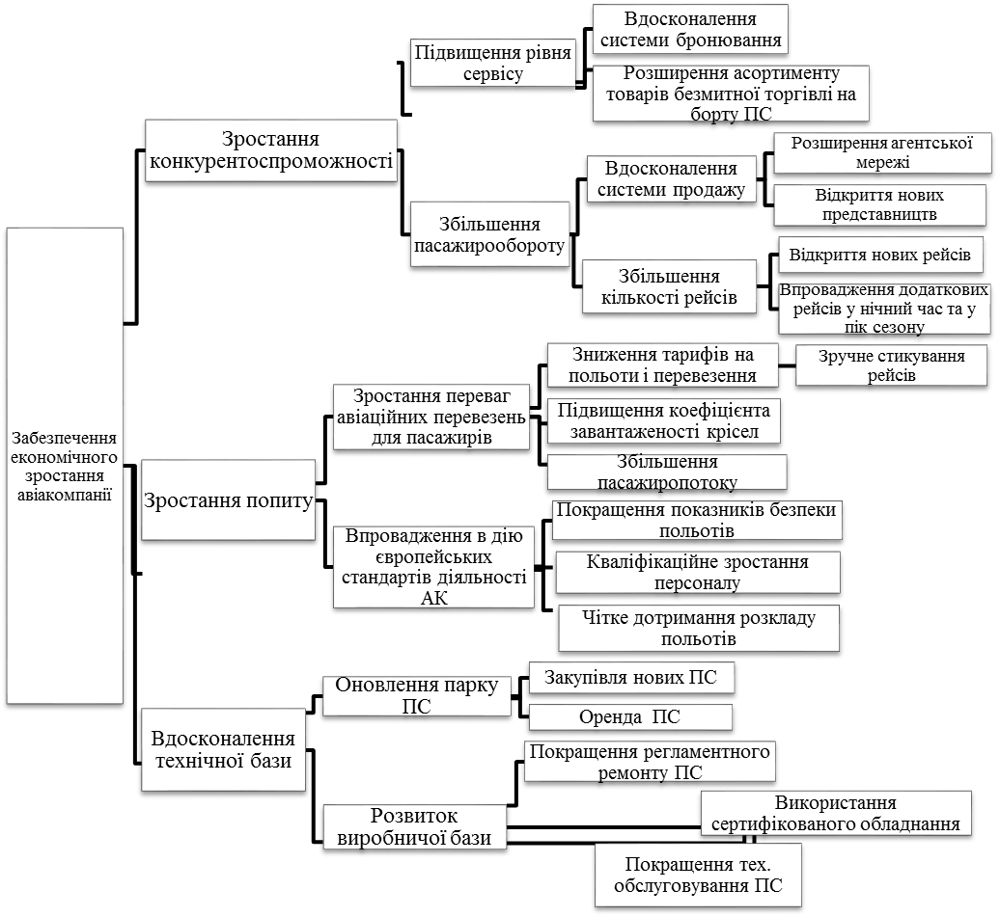 Забезпечення
економічного
зростання
авіакомпанії
Зростання
конкурентоспроможності
Підвищення рівня
сервісу
Вдосконалення
системи бронювання
Розширення асортименту
товарів безмитної торгівлі на
борту ПС
Збільшення
пасажирообороту
Вдосконалення
системи продажу
Розширення агентської
мережі
Відкриття нових
представництв
Збільшення
кількості рейсів
Відкриття нових рейсів
Впровадження додаткових
рейсів у нічний час та у
пік сезону
Зростання попиту
Зростання переваг
авіаційних перевезень
для пасажирів
Зниження тарифів на
польоти і перевезення
Зручне стикування
рейсів
Підвищення коефіцієнта
завантаженості крісел
Збільшення
пасажиропотоку
Впровадження в дію
європейських
стандартів діяльності
АК
Покращення показників безпеки
польотів
Кваліфікаційне зростання
персоналу
Чітке дотримання розкладу
польотів
Вдосконалення
технічної бази
Оновлення парку
ПС
Закупівля нових ПС
Оренда ПС
Розвиток
виробничої бази
Покращення регламентного
ремонту ПС
Використання
сертифікованого обладнання
Покращення тех.
обслуговування ПС